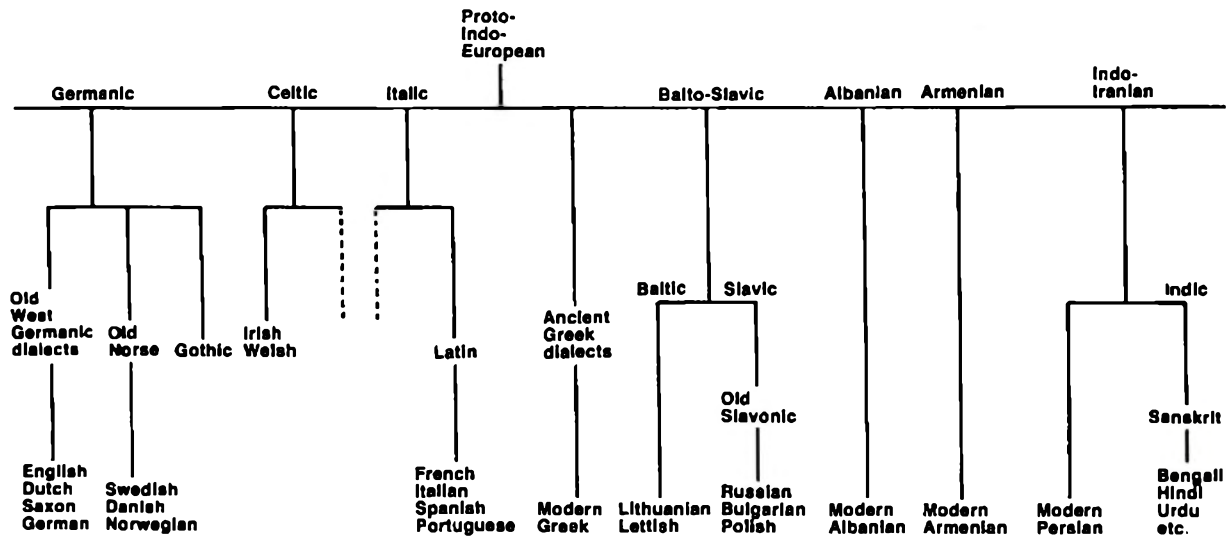 Proto-
Indo-
European
Germanic
Celtic
Italic
Balto-Slavic
Albanian
Armenian
Indo-
Iranian
Old
West
Germanic
dialects
Old
Norse
Gothic
Irish
Welsh
Latin
Ancient
Greek
dialects
Baltic
Slavic
Old
Slavonic
Indic
Sanskrit
English
Dutch
Saxon
German
Swedish
Danish
Norwegian
French
Italian
Spanish
Portuguese
Modern
Greek
Lithuanian
Lettish
Russian
Bulgarian
Polish
Modern
Albanian
Modern
Armenian
Modern
Persian
Bengali
Hindi
Urdu
etc.